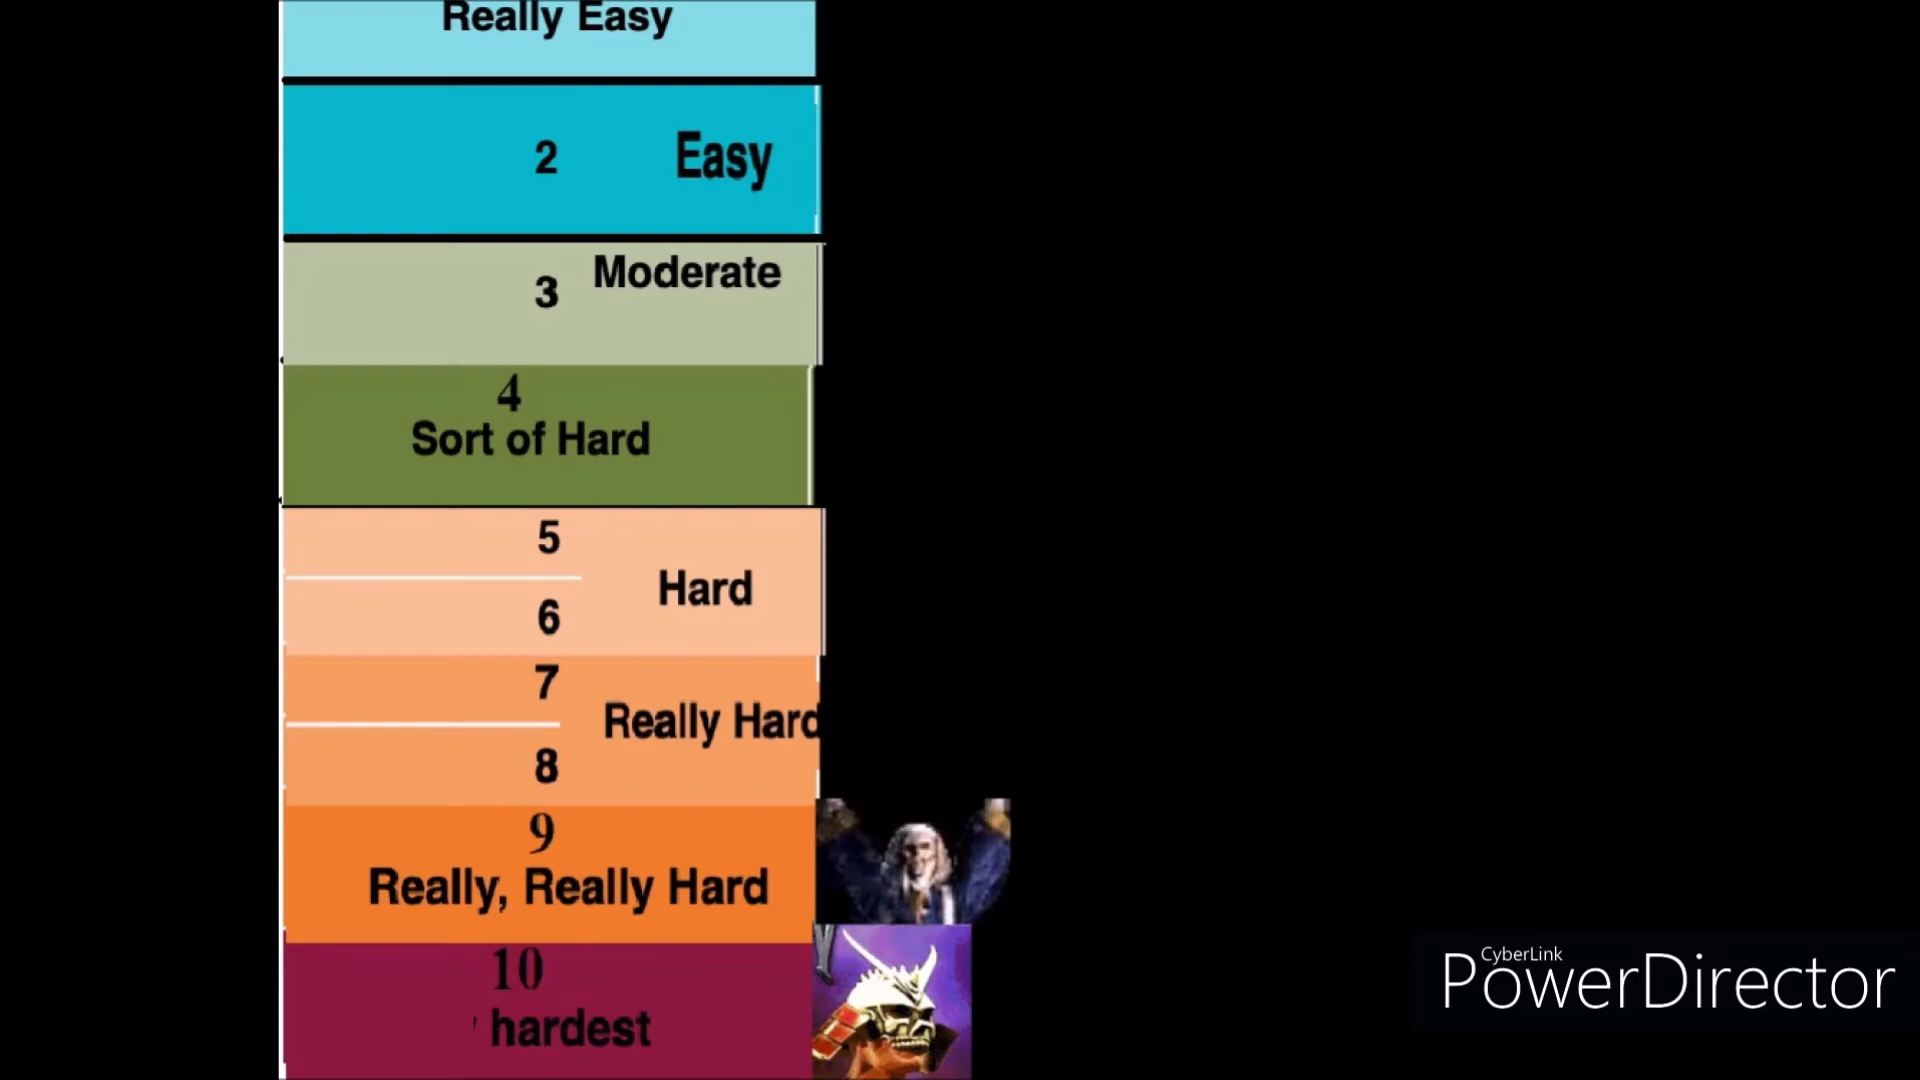 Really Easy
2 Easy
Moderate
3
4
Sort of Hard
5
Hard
6
7
Really Hard
8
9
Really, Really Hard
10
hardest
CyberLink
PowerDirector